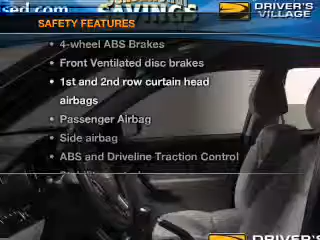 sed.com
SAVINGS
DRIVER'S
VILLAGE
SAFETY FEATURES
• 4-wheel ABS Brakes
• Front Ventilated disc brakes
• 1st and 2nd row curtain head
airbags
• Passenger Airbag
• Side airbag
• ABS and Driveline Traction Control
DRIVER'S